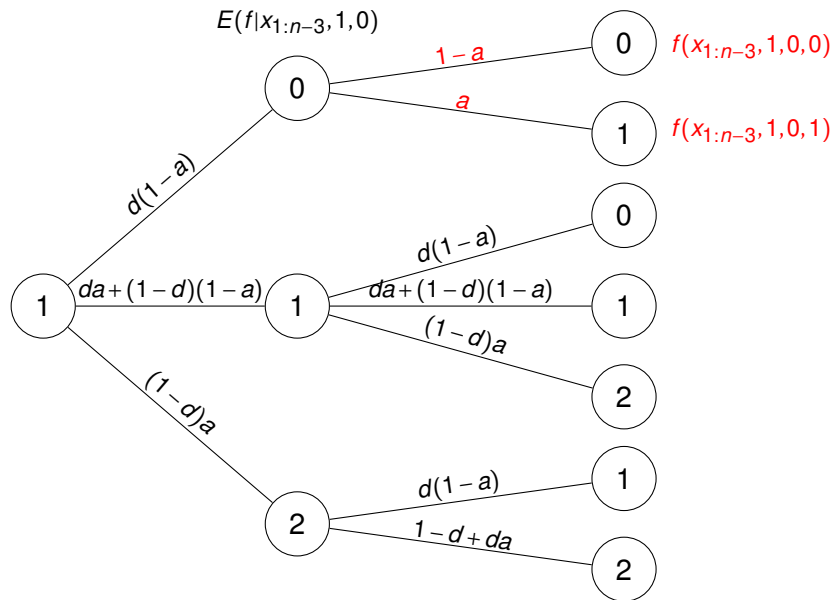 E(f|x₁:ₙ₋₃,1,0)
0
1−a
0
f(x₁:ₙ₋₃,1,0,0)
a
1
f(x₁:ₙ₋₃,1,0,1)
d(1−a)
0
d(1−a)
1
da+(1−d)(1−a)
1
da+(1−d)(1−a)
1
(1−d)a
2
(1−d)a
d(1−a)
1
2
1−d+da
2